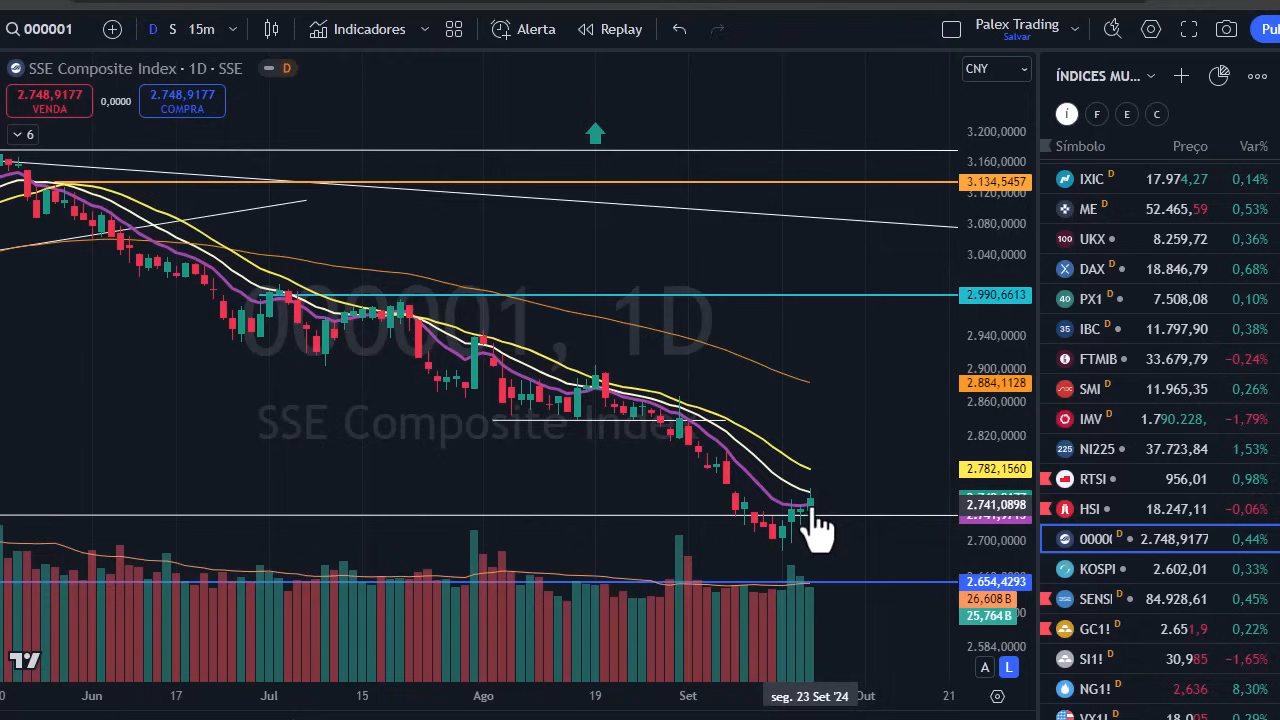 000001
D S 15m
Indicadores
Alerta
Replay
Palex Trading
Salvar
SSE Composite Index · 1D · SSE
D
2.748,9177
VENDA
0,0000
2.748,9177
COMPRA
6
CNY
000001, 1D
SSE Composite Index
3.200,0000
3.160,0000
3.134,5457
3.120,0000
3.080,0000
3.040,0000
2.990,6613
2.940,0000
2.900,0000
2.884,1128
2.860,0000
2.820,0000
2.782,1560
2.741,0898
2.700,0000
2.654,4293
26,608 B
25,764 B
2.584,0000
A L
Jun 17 Jul 15 Ago 19 Set seg. 23 Set '24 Out 21
ÍNDICES MU...
i F E C
Símbolo Preço Var%
IXIC D 17.974,27 0,14%
ME D 52.465,59 0,53%
UKX 8.259,72 0,36%
DAX D 18.846,79 0,68%
PX1 D 7.508,08 0,10%
IBC D 11.797,90 0,38%
FTMIB 33.679,79 −0,24%
SMI D 11.965,35 0,26%
IMV D 1.790.228, −1,79%
NI225 37.723,84 1,53%
RTSI 956,01 0,98%
HSI 18.247,11 −0,06%
0000 D 2.748,9177 0,44%
KOSPI 2.602,01 0,33%
SENSI D 84.928,61 0,45%
GC1! D 2.651,9 0,22%
SI1! D 30,985 −1,65%
NG1! D 2,636 8,30%